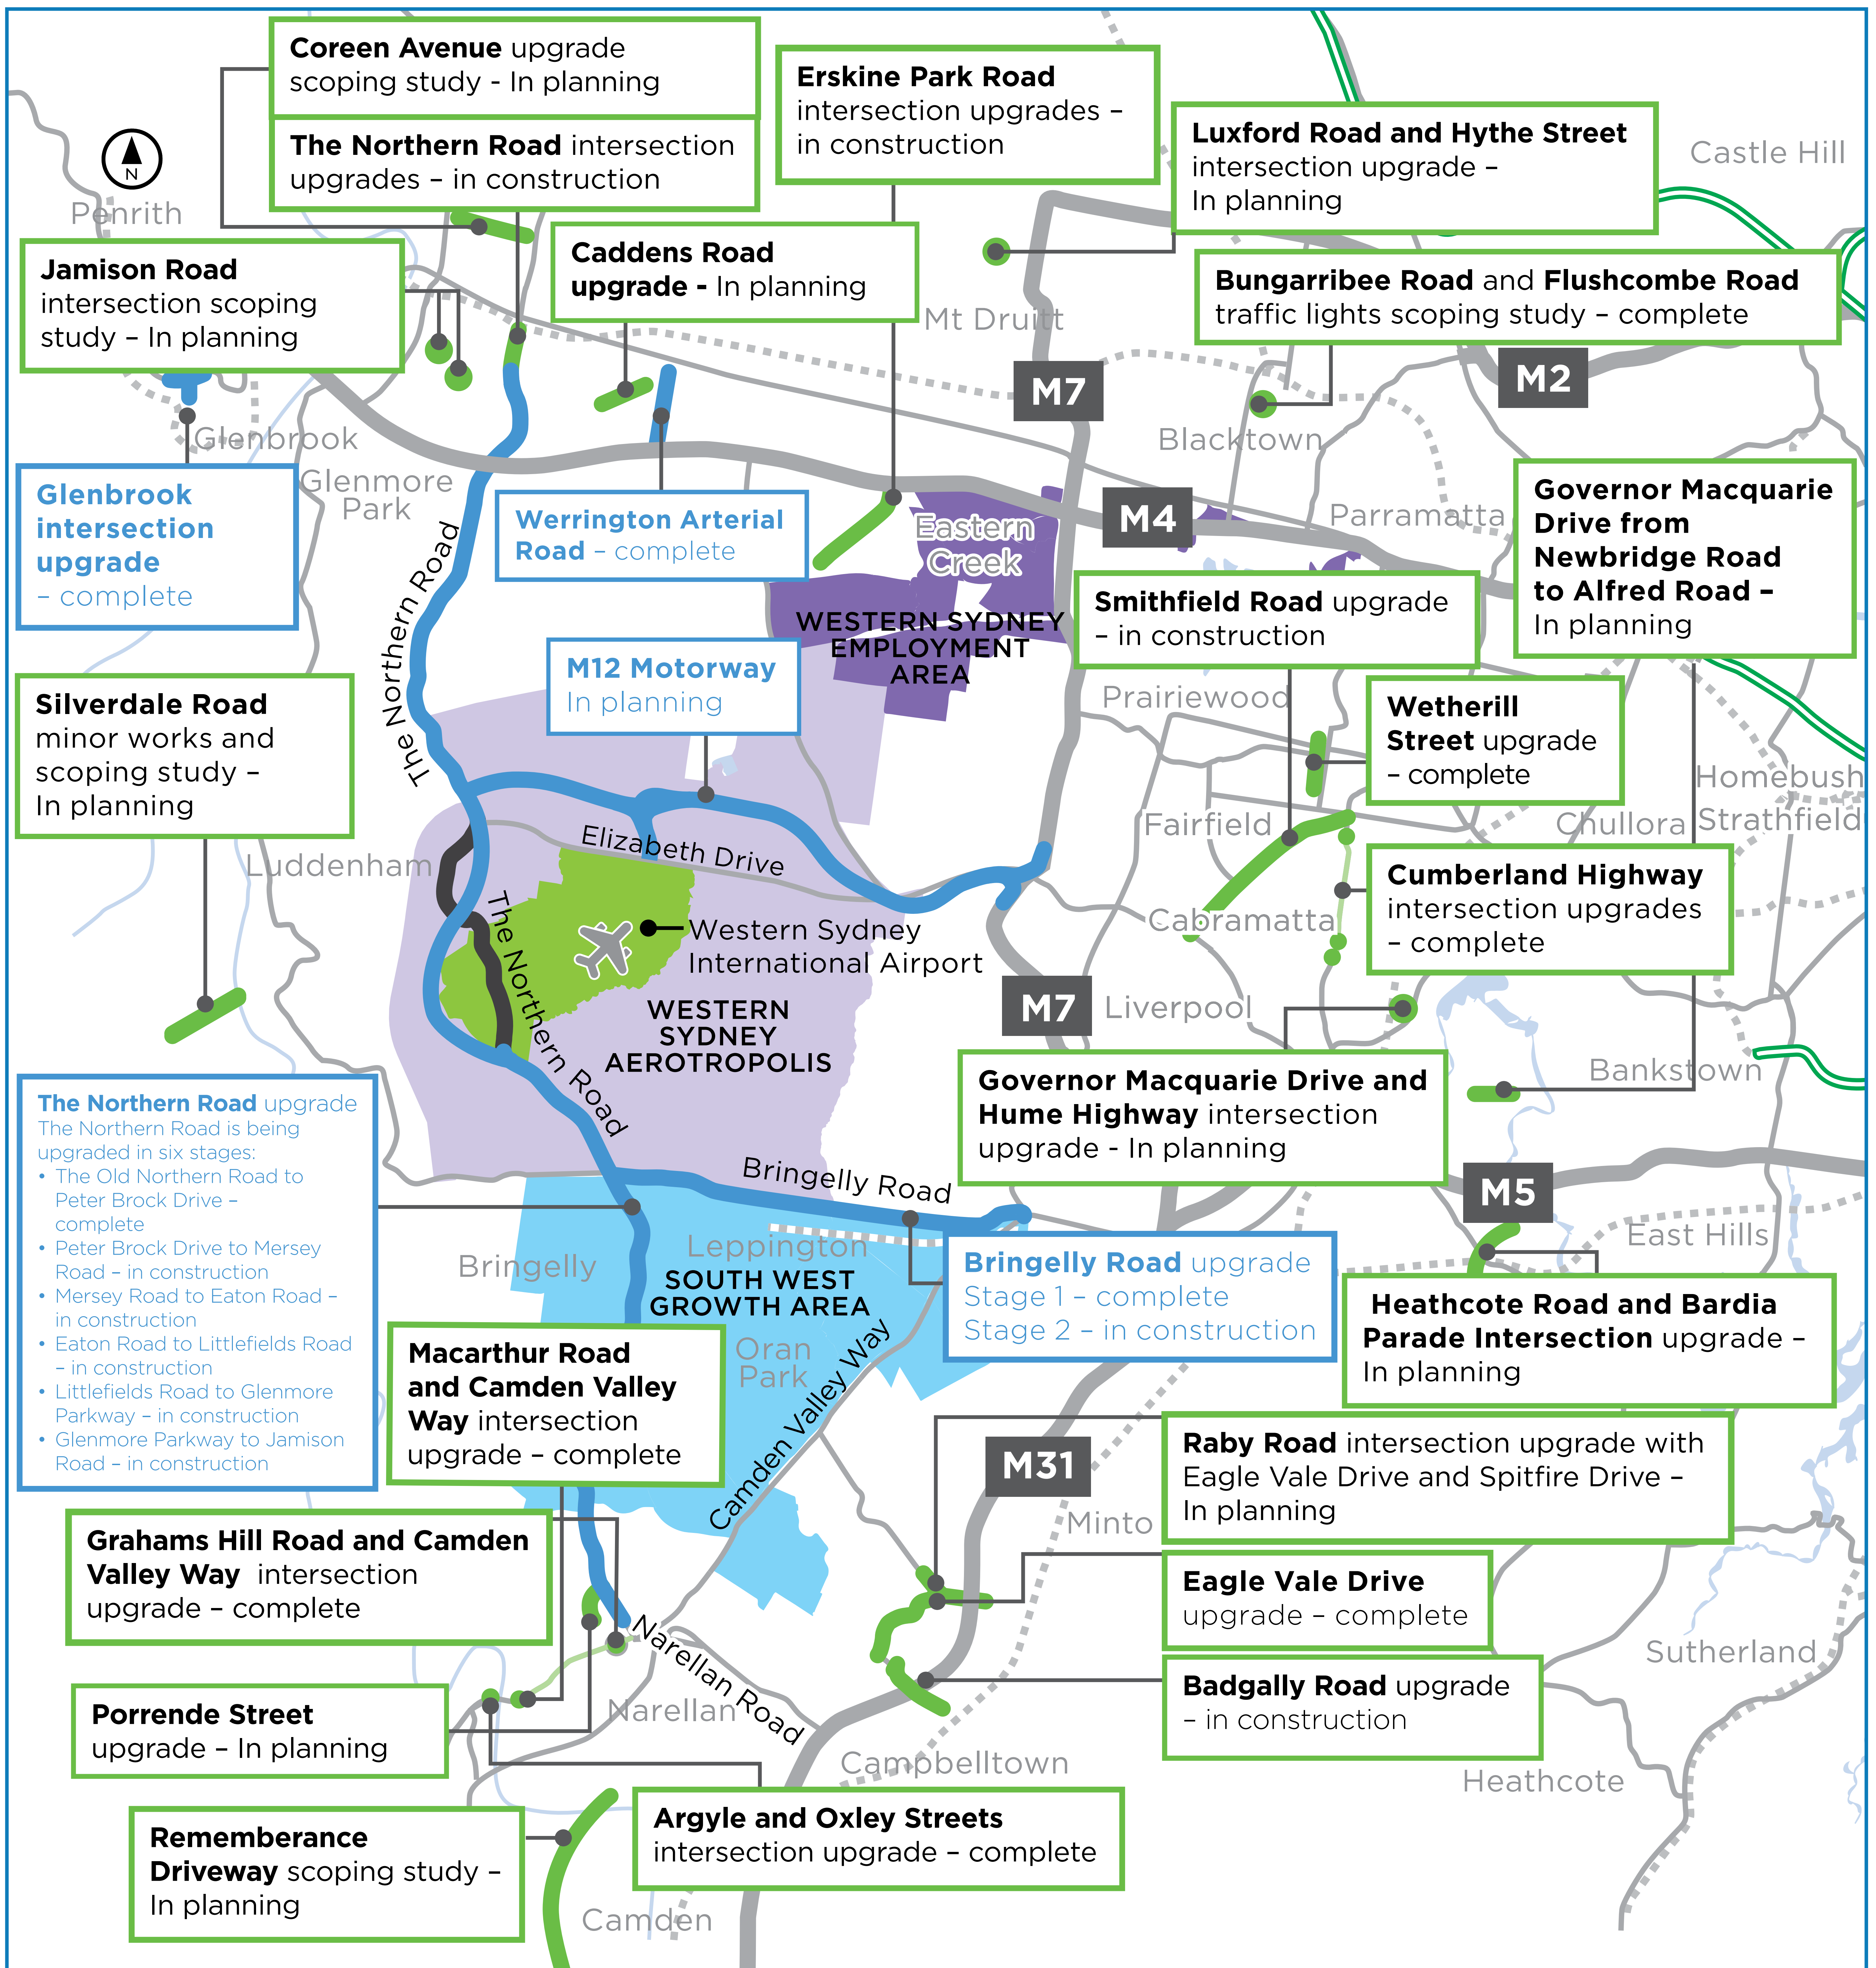 Coreen Avenue upgrade
scoping study - In planning
The Northern Road intersection
upgrades – in construction
Erskine Park Road
intersection upgrades –
in construction
Luxford Road and Hythe Street
intersection upgrade –
In planning
Castle Hill
N
Penrith
Jamison Road
intersection scoping
study – In planning
Caddens Road
upgrade - In planning
Bungarribee Road and Flushcombe Road
traffic lights scoping study – complete
Mt Druitt
M7
M2
Blacktown
Glenbrook
Glenmore
Park
Glenbrook
intersection
upgrade
– complete
Werrington Arterial
Road – complete
Eastern
Creek
M4
Parramatta
Governor Macquarie
Drive from
Newbridge Road
to Alfred Road –
In planning
The Northern Road
WESTERN SYDNEY
EMPLOYMENT
AREA
Smithfield Road upgrade
– in construction
M12 Motorway
In planning
Silverdale Road
minor works and
scoping study –
In planning
Prairiewood
Wetherill
Street upgrade
– complete
Homebush
Strathfield
Chullora
Fairfield
Elizabeth Drive
Luddenham
Cumberland Highway
intersection upgrades
– complete
Cabramatta
The Northern Road
Western Sydney
International Airport
WESTERN
SYDNEY
AEROTROPOLIS
M7
Liverpool
Bankstown
Governor Macquarie Drive and
Hume Highway intersection
upgrade - In planning
The Northern Road upgrade
The Northern Road is being
upgraded in six stages:
• The Old Northern Road to
Peter Brock Drive –
complete
• Peter Brock Drive to Mersey
Road – in construction
• Mersey Road to Eaton Road –
in construction
• Eaton Road to Littlefields Road
– in construction
• Littlefields Road to Glenmore
Parkway – in construction
• Glenmore Parkway to Jamison
Road – in construction
Bringelly Road
M5
East Hills
Bringelly
Leppington
SOUTH WEST
GROWTH AREA
Bringelly Road upgrade
Stage 1 – complete
Stage 2 – in construction
Heathcote Road and Bardia
Parade Intersection upgrade –
In planning
Oran
Park
Camden Valley Way
Macarthur Road
and Camden Valley
Way intersection
upgrade – complete
M31
Raby Road intersection upgrade with
Eagle Vale Drive and Spitfire Drive –
In planning
Minto
Grahams Hill Road and Camden
Valley Way intersection
upgrade – complete
Eagle Vale Drive
upgrade – complete
Narellan Road
Sutherland
Badgally Road upgrade
– in construction
Porrende Street
upgrade – In planning
Narellan
Campbelltown
Heathcote
Rememberance
Driveway scoping study –
In planning
Argyle and Oxley Streets
intersection upgrade – complete
Camden